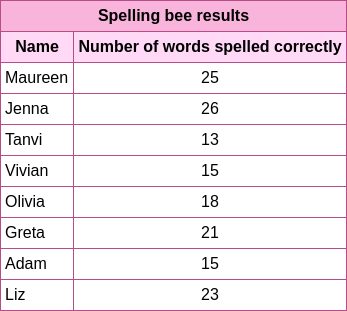 Spelling bee results
Name Number of words spelled correctly
Maureen 25
Jenna 26
Tanvi 13
Vivian 15
Olivia 18
Greta 21
Adam 15
Liz 23